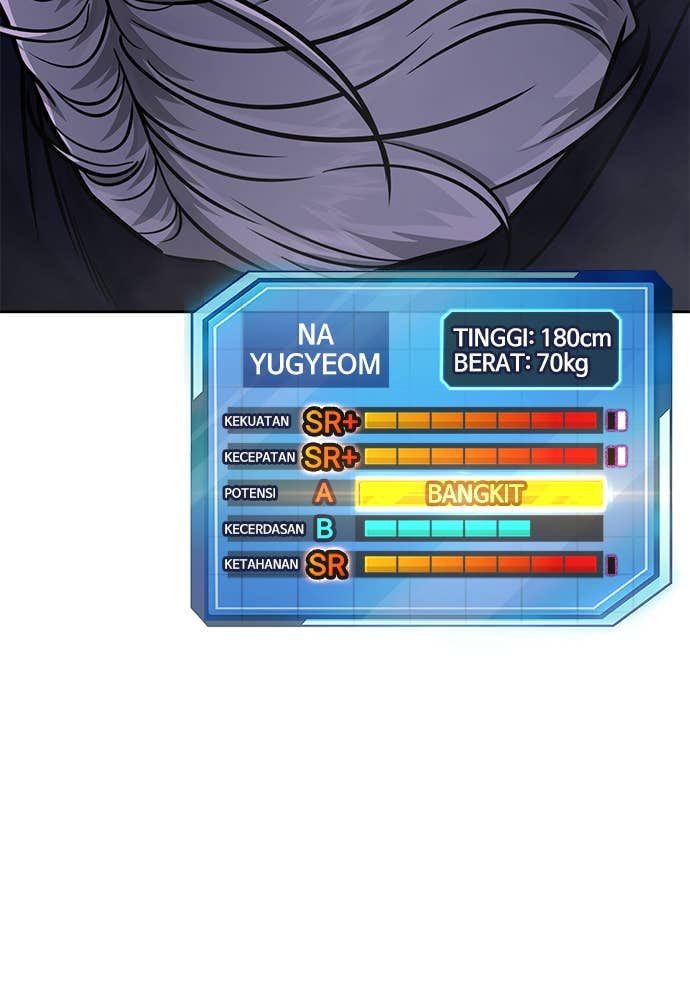 NA
YUGYEOM
TINGGI: 180cm
BERAT: 70kg
KEKUATAN SR+
KECEPATAN SR+
POTENSI A BANGKIT
KECERDASAN B
KETAHANAN SR